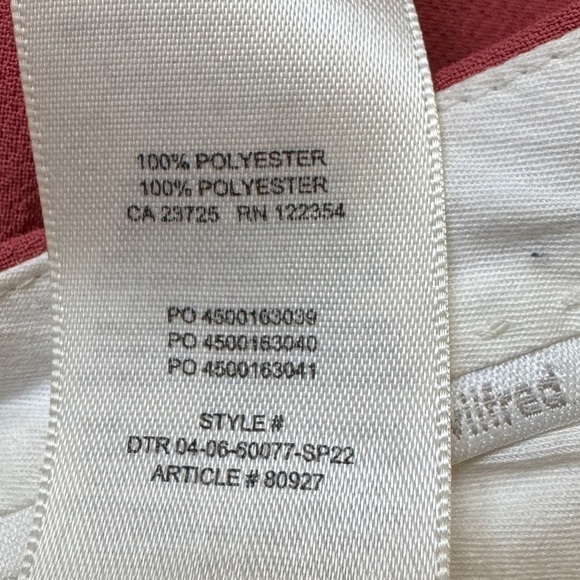 100% POLYESTER
100% POLYESTER
CA 23725 RN 122354
PO 4500163039
PO 4500163040
PO 4500163041
STYLE #
DTR 04-06-60077-SP22
ARTICLE # 80927
wilfred